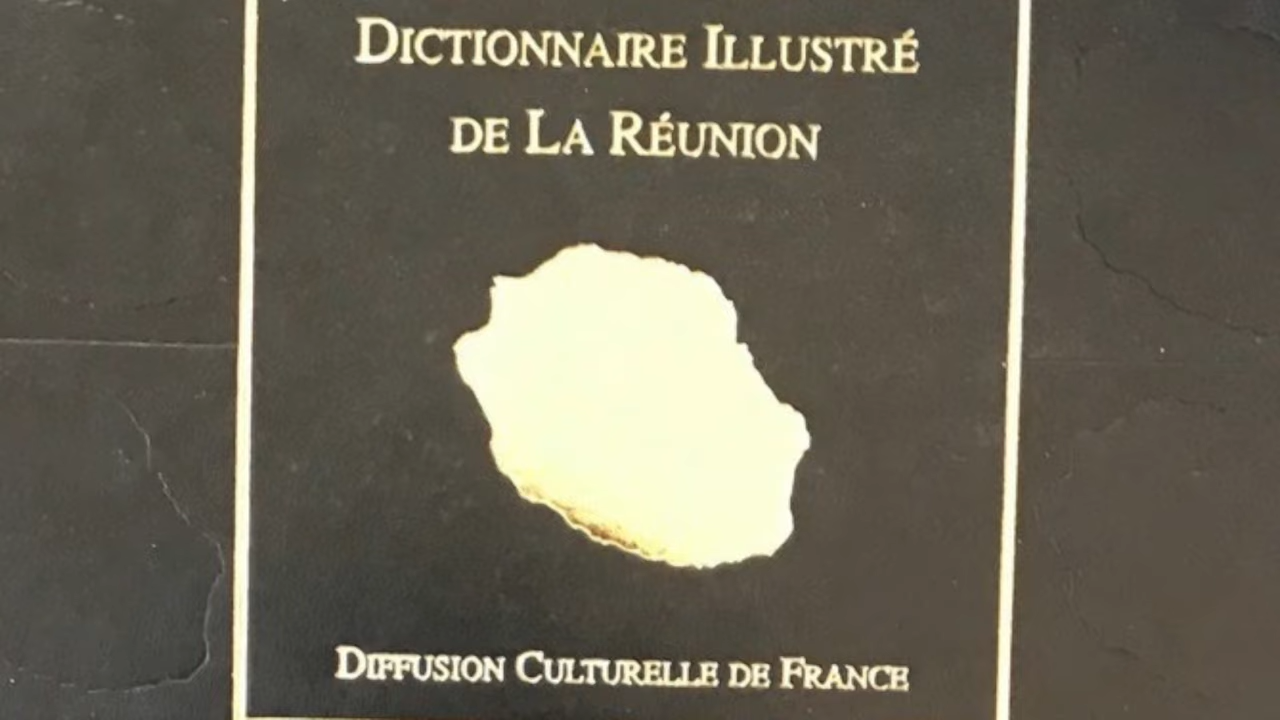 DICTIONNAIRE ILLUSTRÉ
DE LA RÉUNION
DIFFUSION CULTURELLE DE FRANCE